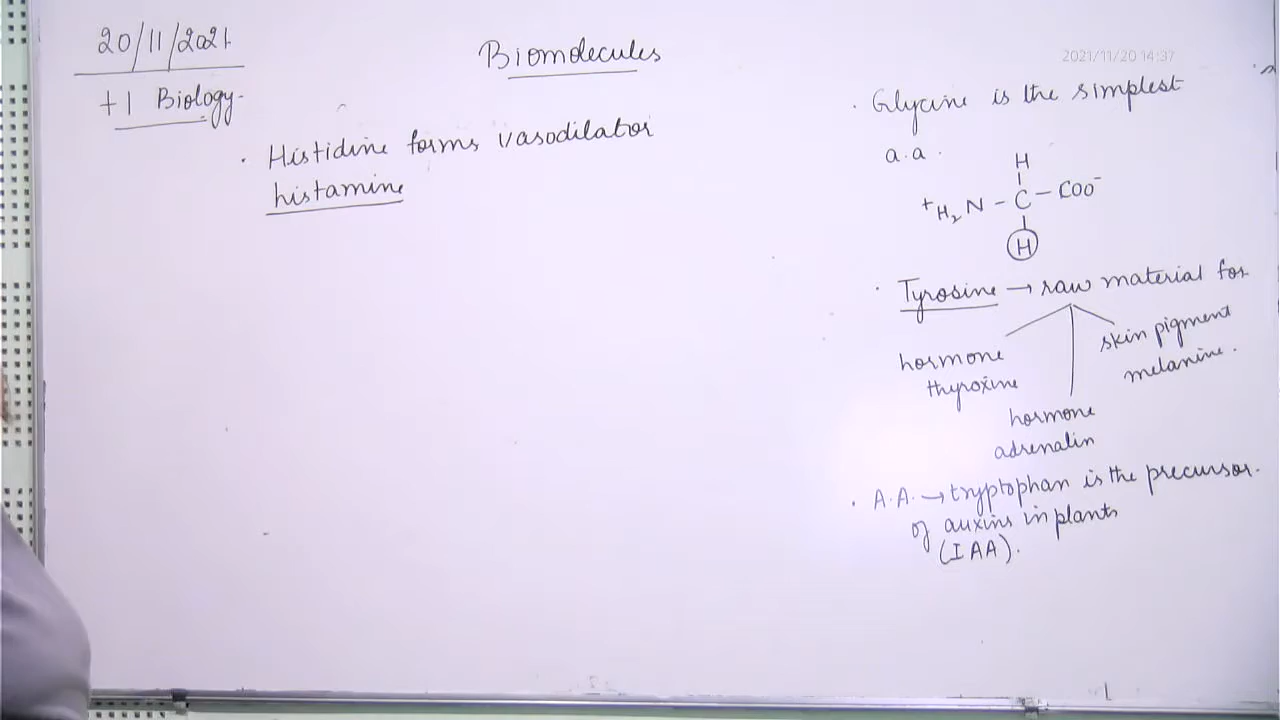 20/11/2021.
+1 Biology-
Biomolecules
2021/11/20 14:37
· Histidine forms vasodilator
histamine
· Glycine is the simplest
a.a.
H
+H2N - C - COO-
H
· Tyrosine → raw material for
hormone
thyroxine
hormone
adrenalin
skin pigment
melanine.
· A.A. → tryptophan is the precursor.
of auxins in plants
(IAA).